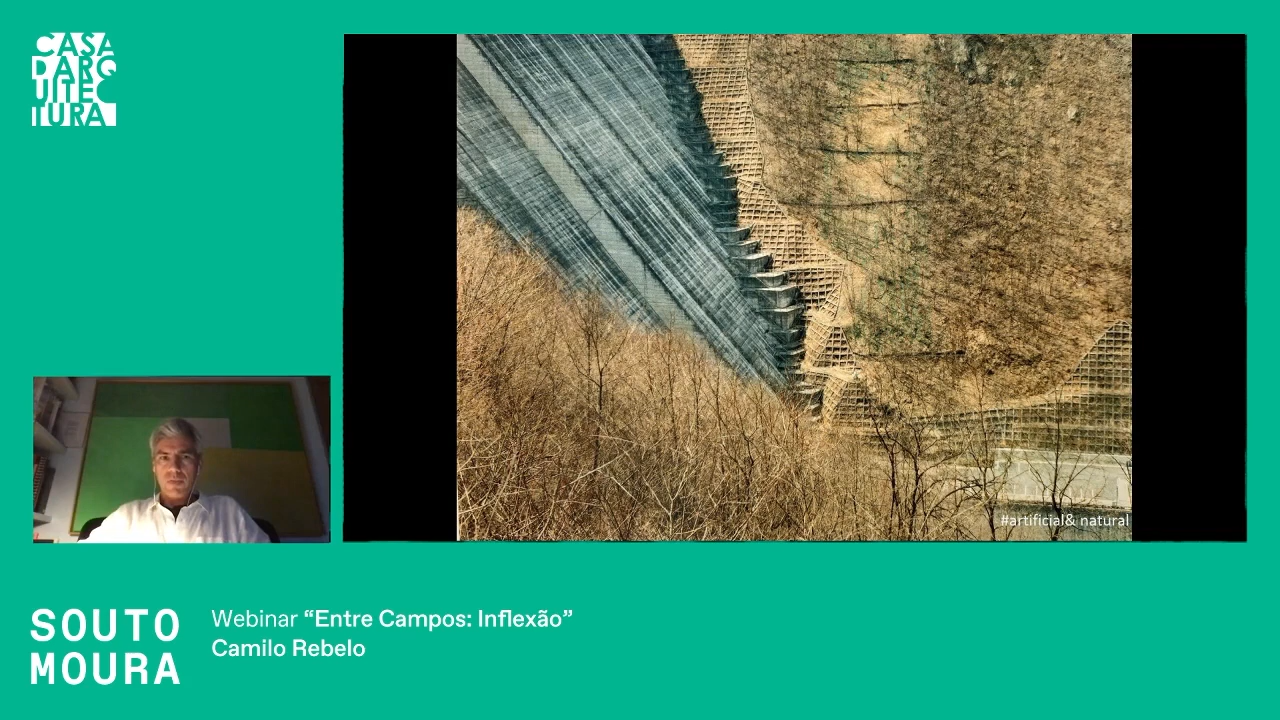 CASA
DARQ
UITEC
TURA
#artificial& natural
SOUTO
MOURA
Webinar “Entre Campos: Inflexão”
Camilo Rebelo